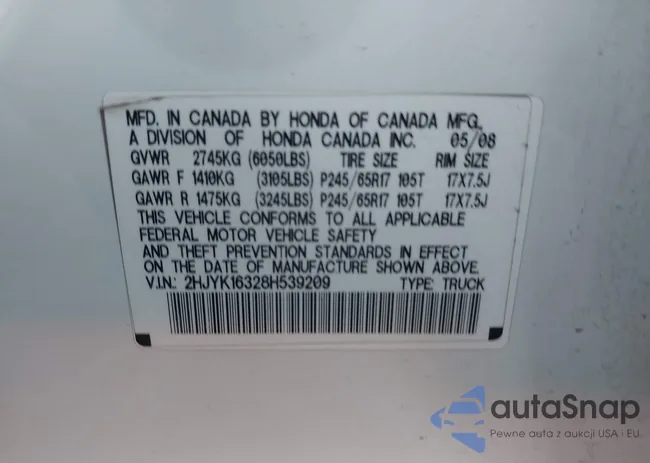 MFD. IN CANADA BY HONDA OF CANADA MFG.
A DIVISION OF HONDA CANADA INC. 05/08
GVWR 2745KG (6050LBS) TIRE SIZE RIM SIZE
GAWR F 1410KG (3105LBS) P245/65R17 105T 17X7.5J
GAWR R 1475KG (3245LBS) P245/65R17 105T 17X7.5J
THIS VEHICLE CONFORMS TO ALL APPLICABLE
FEDERAL MOTOR VEHICLE SAFETY
AND THEFT PREVENTION STANDARDS IN EFFECT
ON THE DATE OF MANUFACTURE SHOWN ABOVE.
V.I.N.: 2HJYK16328H539209 TYPE: TRUCK
autaSnap
Pewne auta z aukcji USA i EU